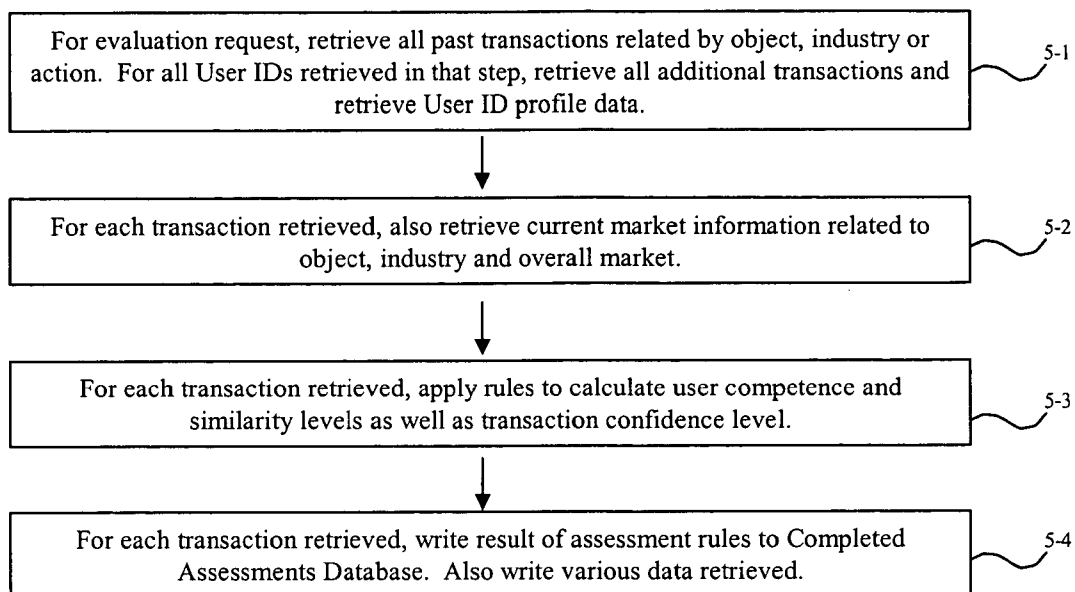 For evaluation request, retrieve all past transactions related by object, industry or
action. For all User IDs retrieved in that step, retrieve all additional transactions and
retrieve User ID profile data.
5-1
For each transaction retrieved, also retrieve current market information related to
object, industry and overall market.
5-2
For each transaction retrieved, apply rules to calculate user competence and
similarity levels as well as transaction confidence level.
5-3
For each transaction retrieved, write result of assessment rules to Completed
Assessments Database. Also write various data retrieved.
5-4